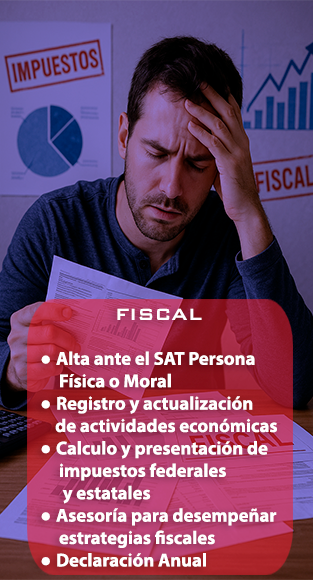 IMPUESTOS
FISCAL
FISCAL
● Alta ante el SAT Persona
Física o Moral
● Registro y actualización
de actividades económicas
● Calculo y presentación de
impuestos federales
y estatales
● Asesoría para desempeñar
estrategias fiscales
● Declaración Anual
FISCAL